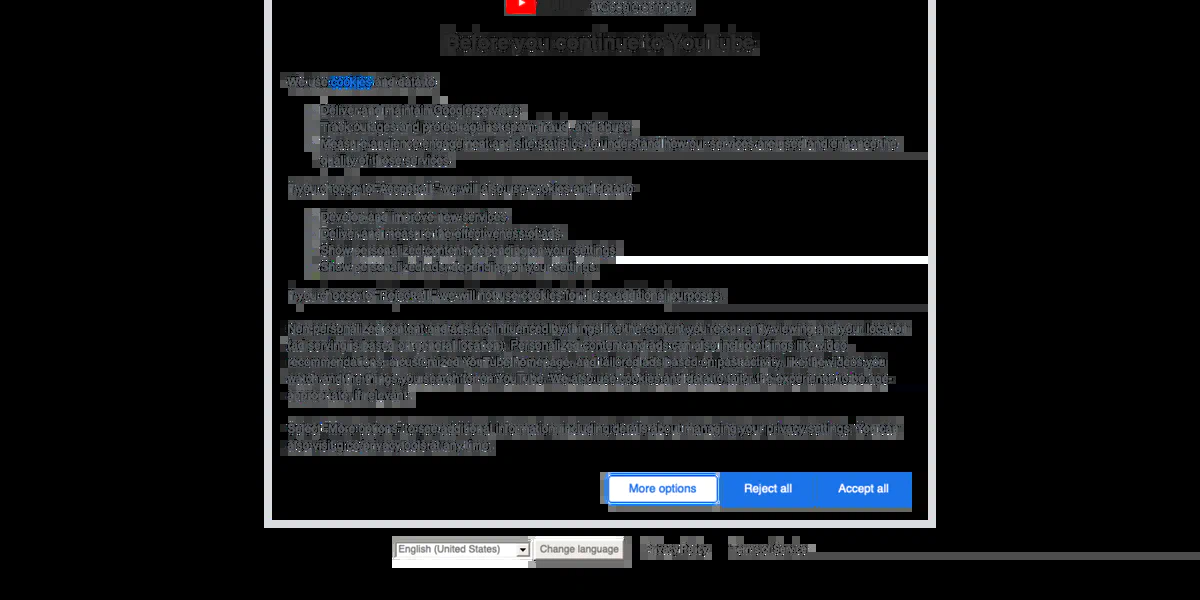 Before you continue to YouTube
We use cookies and data to
Deliver and maintain Google services
Track outages and protect against spam, fraud, and abuse
Measure audience engagement and site statistics to understand how our services are used and enhance the
quality of those services
If you choose to "Accept all," we will also use cookies and data to
Develop and improve new services
Deliver and measure the effectiveness of ads
Show personalized content, depending on your settings
Show personalized ads, depending on your settings
If you choose to "Reject all," we will not use cookies for these additional purposes.
Non-personalized content and ads are influenced by things like the content you're currently viewing and your location
(ad serving is based on general location). Personalized content and ads can also include things like video
recommendations, a customized YouTube homepage, and tailored ads based on past activity, like the videos you
watch and the things you search for on YouTube. We also use cookies and data to tailor the experience to be age-
appropriate, if relevant.
Select "More options" to see additional information, including details about managing your privacy settings. You can
also visit g.co/privacytools at any time.
More options Reject all Accept all
English (United States) Change language Privacy Policy Terms of Service